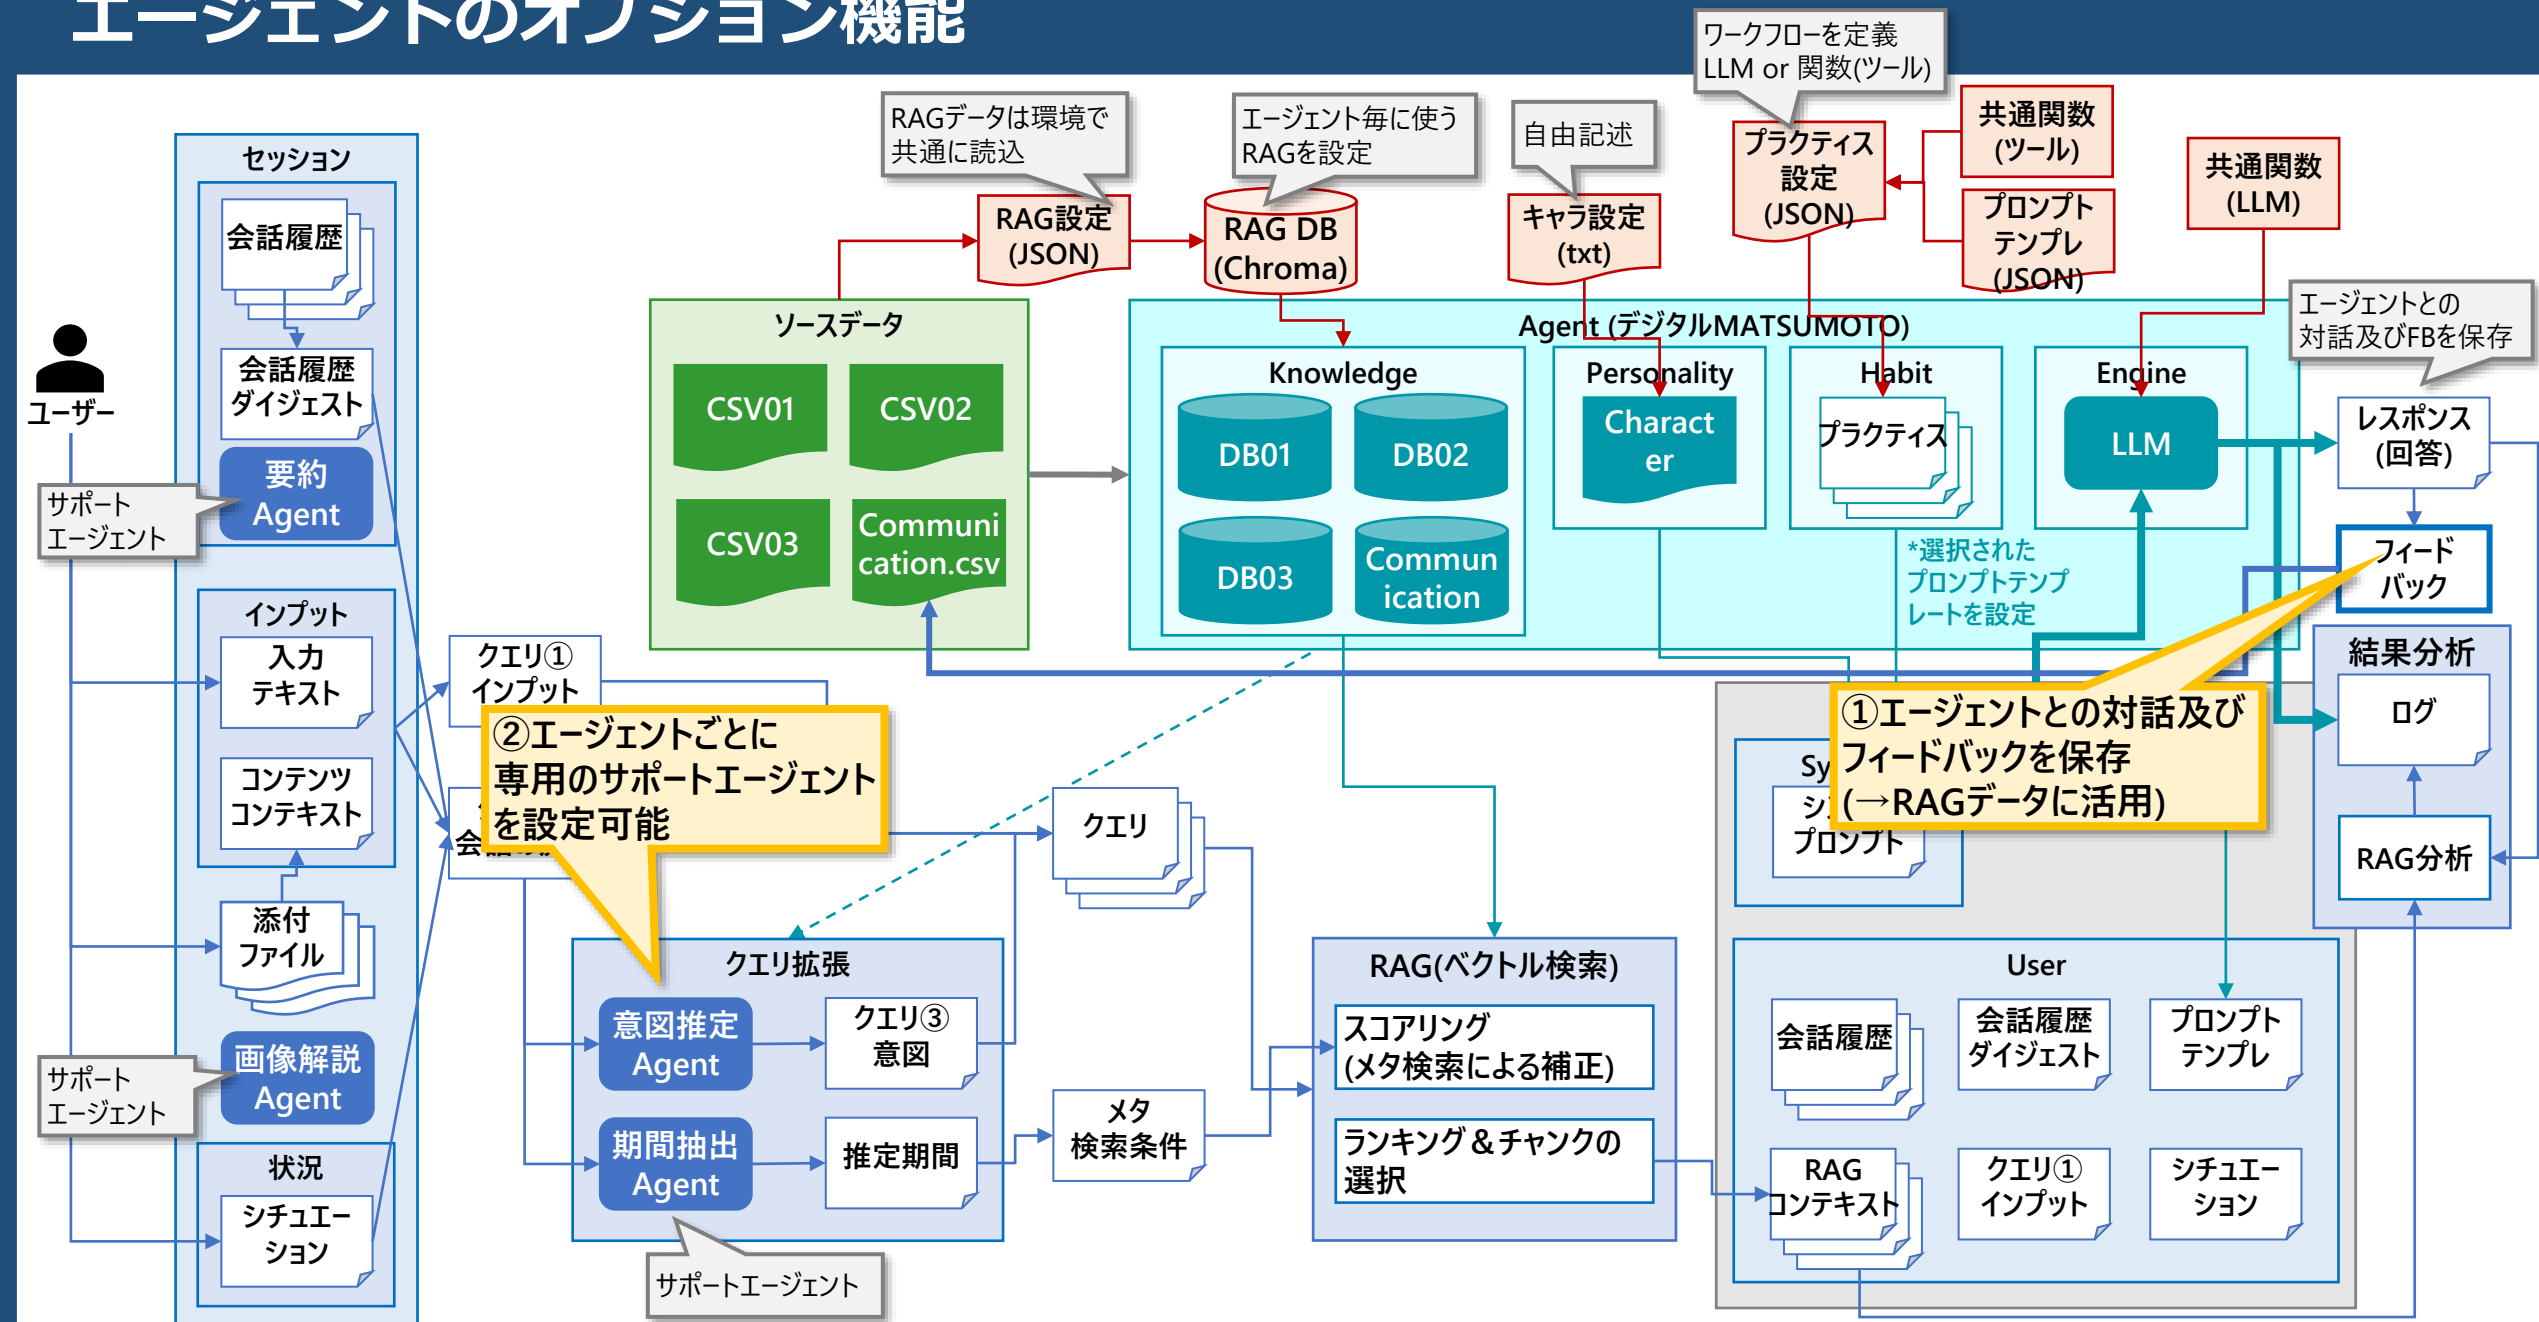 エージェントのオプション機能
ワークフローを定義
LLM or 関数(ツール)
RAGデータは環境で
共通に読込
エージェント毎に使う
RAGを設定
自由記述
プラクティス
設定
(JSON)
共通関数
(ツール)
プロンプト
テンプレ
(JSON)
共通関数
(LLM)
RAG設定
(JSON)
RAG DB
(Chroma)
キャラ設定
(txt)
エージェントとの
対話及びFBを保存
セッション
会話履歴
会話履歴
ダイジェスト
要約
Agent
サポート
エージェント
ユーザー
インプット
入力
テキスト
コンテンツ
コンテキスト
添付
ファイル
画像解説
Agent
サポート
エージェント
状況
シチュエー
ション
ソースデータ
CSV01
CSV02
CSV03
Communi
cation.csv
Agent (デジタルMATSUMOTO)
Knowledge
DB01
DB02
DB03
Commun
ication
Personality
Charact
er
Habit
プラクティス
Engine
LLM
*選択された
プロンプトテンプ
レートを設定
レスポンス
(回答)
フィード
バック
結果分析
ログ
RAG分析
クエリ①
インプット
②エージェントごとに
専用のサポートエージェント
を設定可能
会
①エージェントとの対話及び
フィードバックを保存
(→RAGデータに活用)
Sy
シ
プロンプト
クエリ
クエリ拡張
意図推定
Agent
クエリ③
意図
期間抽出
Agent
推定期間
サポートエージェント
メタ
検索条件
RAG(ベクトル検索)
スコアリング
(メタ検索による補正)
ランキング＆チャンクの
選択
User
会話履歴
会話履歴
ダイジェスト
プロンプト
テンプレ
RAG
コンテキスト
クエリ①
インプット
シチュエー
ション